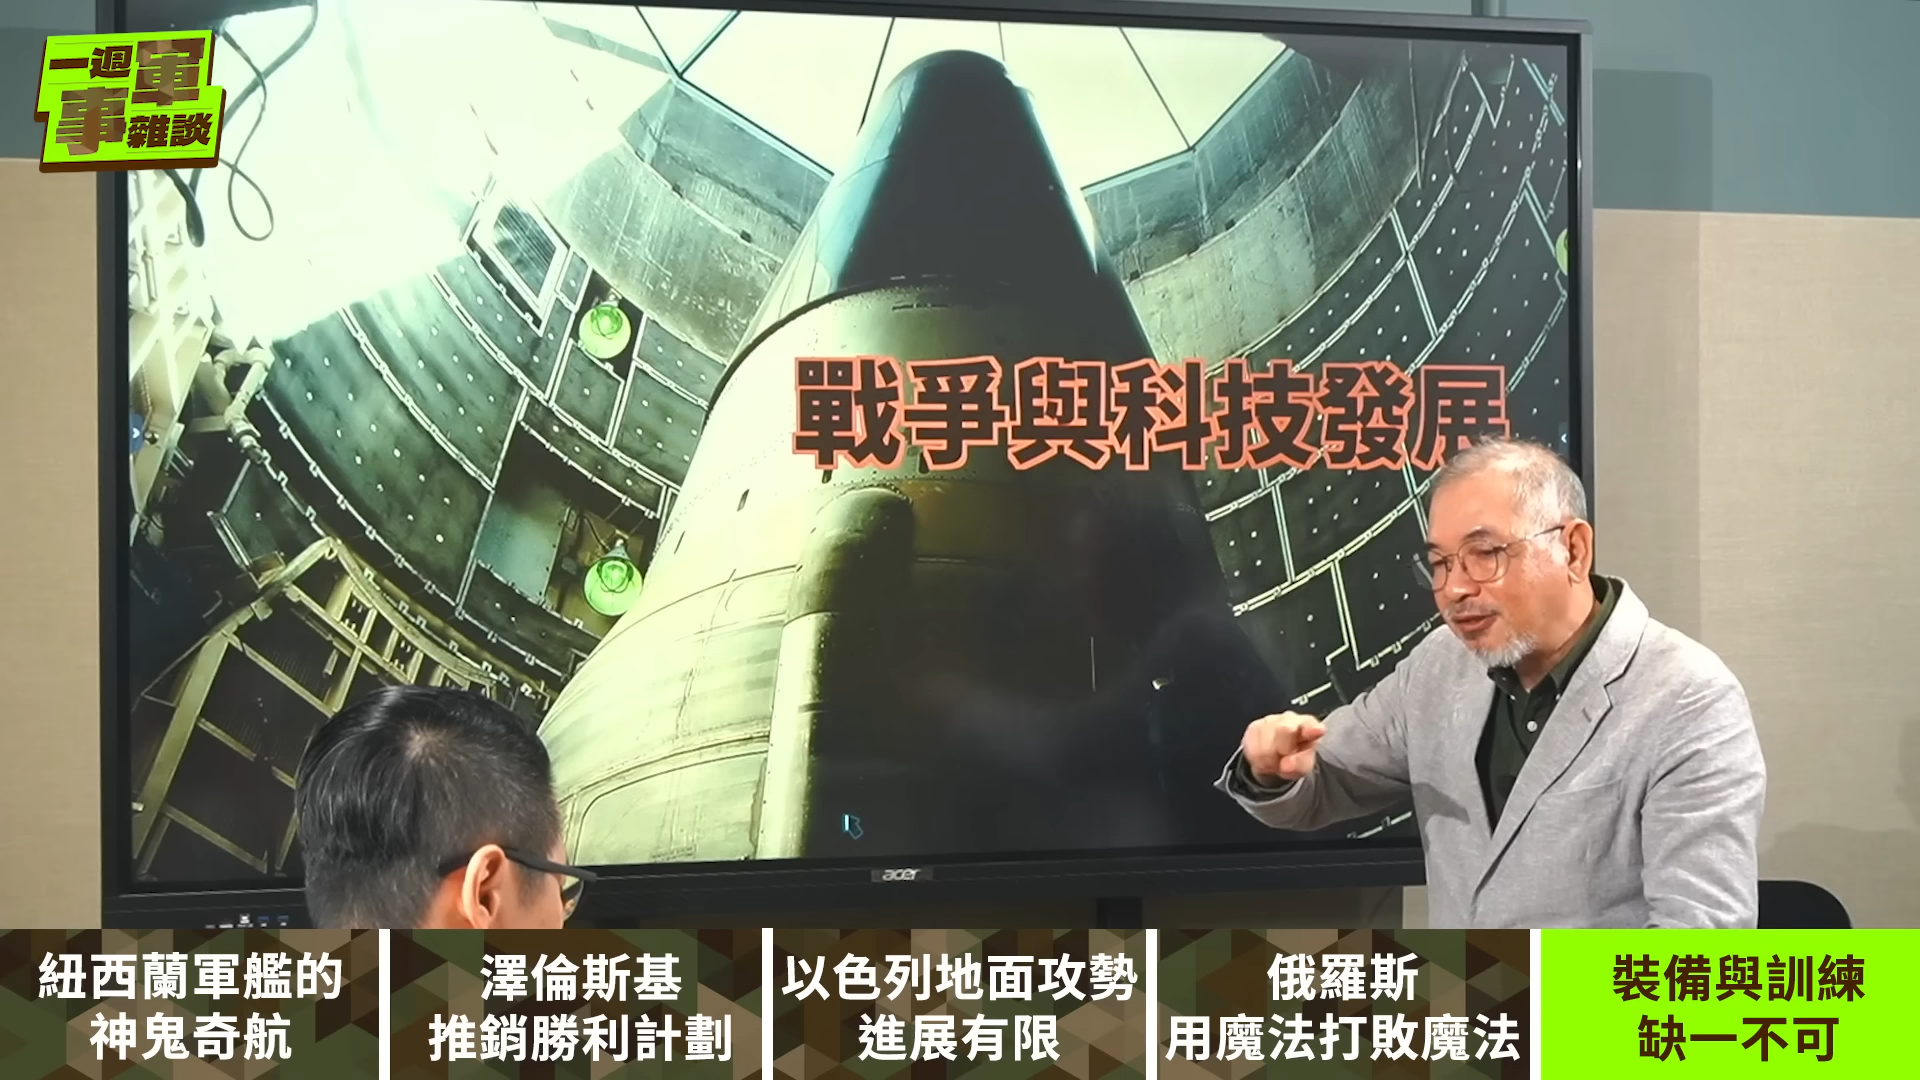 一週軍事雜談
戰爭與科技發展
acer
紐西蘭軍艦的
神鬼奇航
澤倫斯基
推銷勝利計劃
以色列地面攻勢
進展有限
俄羅斯
用魔法打敗魔法
裝備與訓練
缺一不可